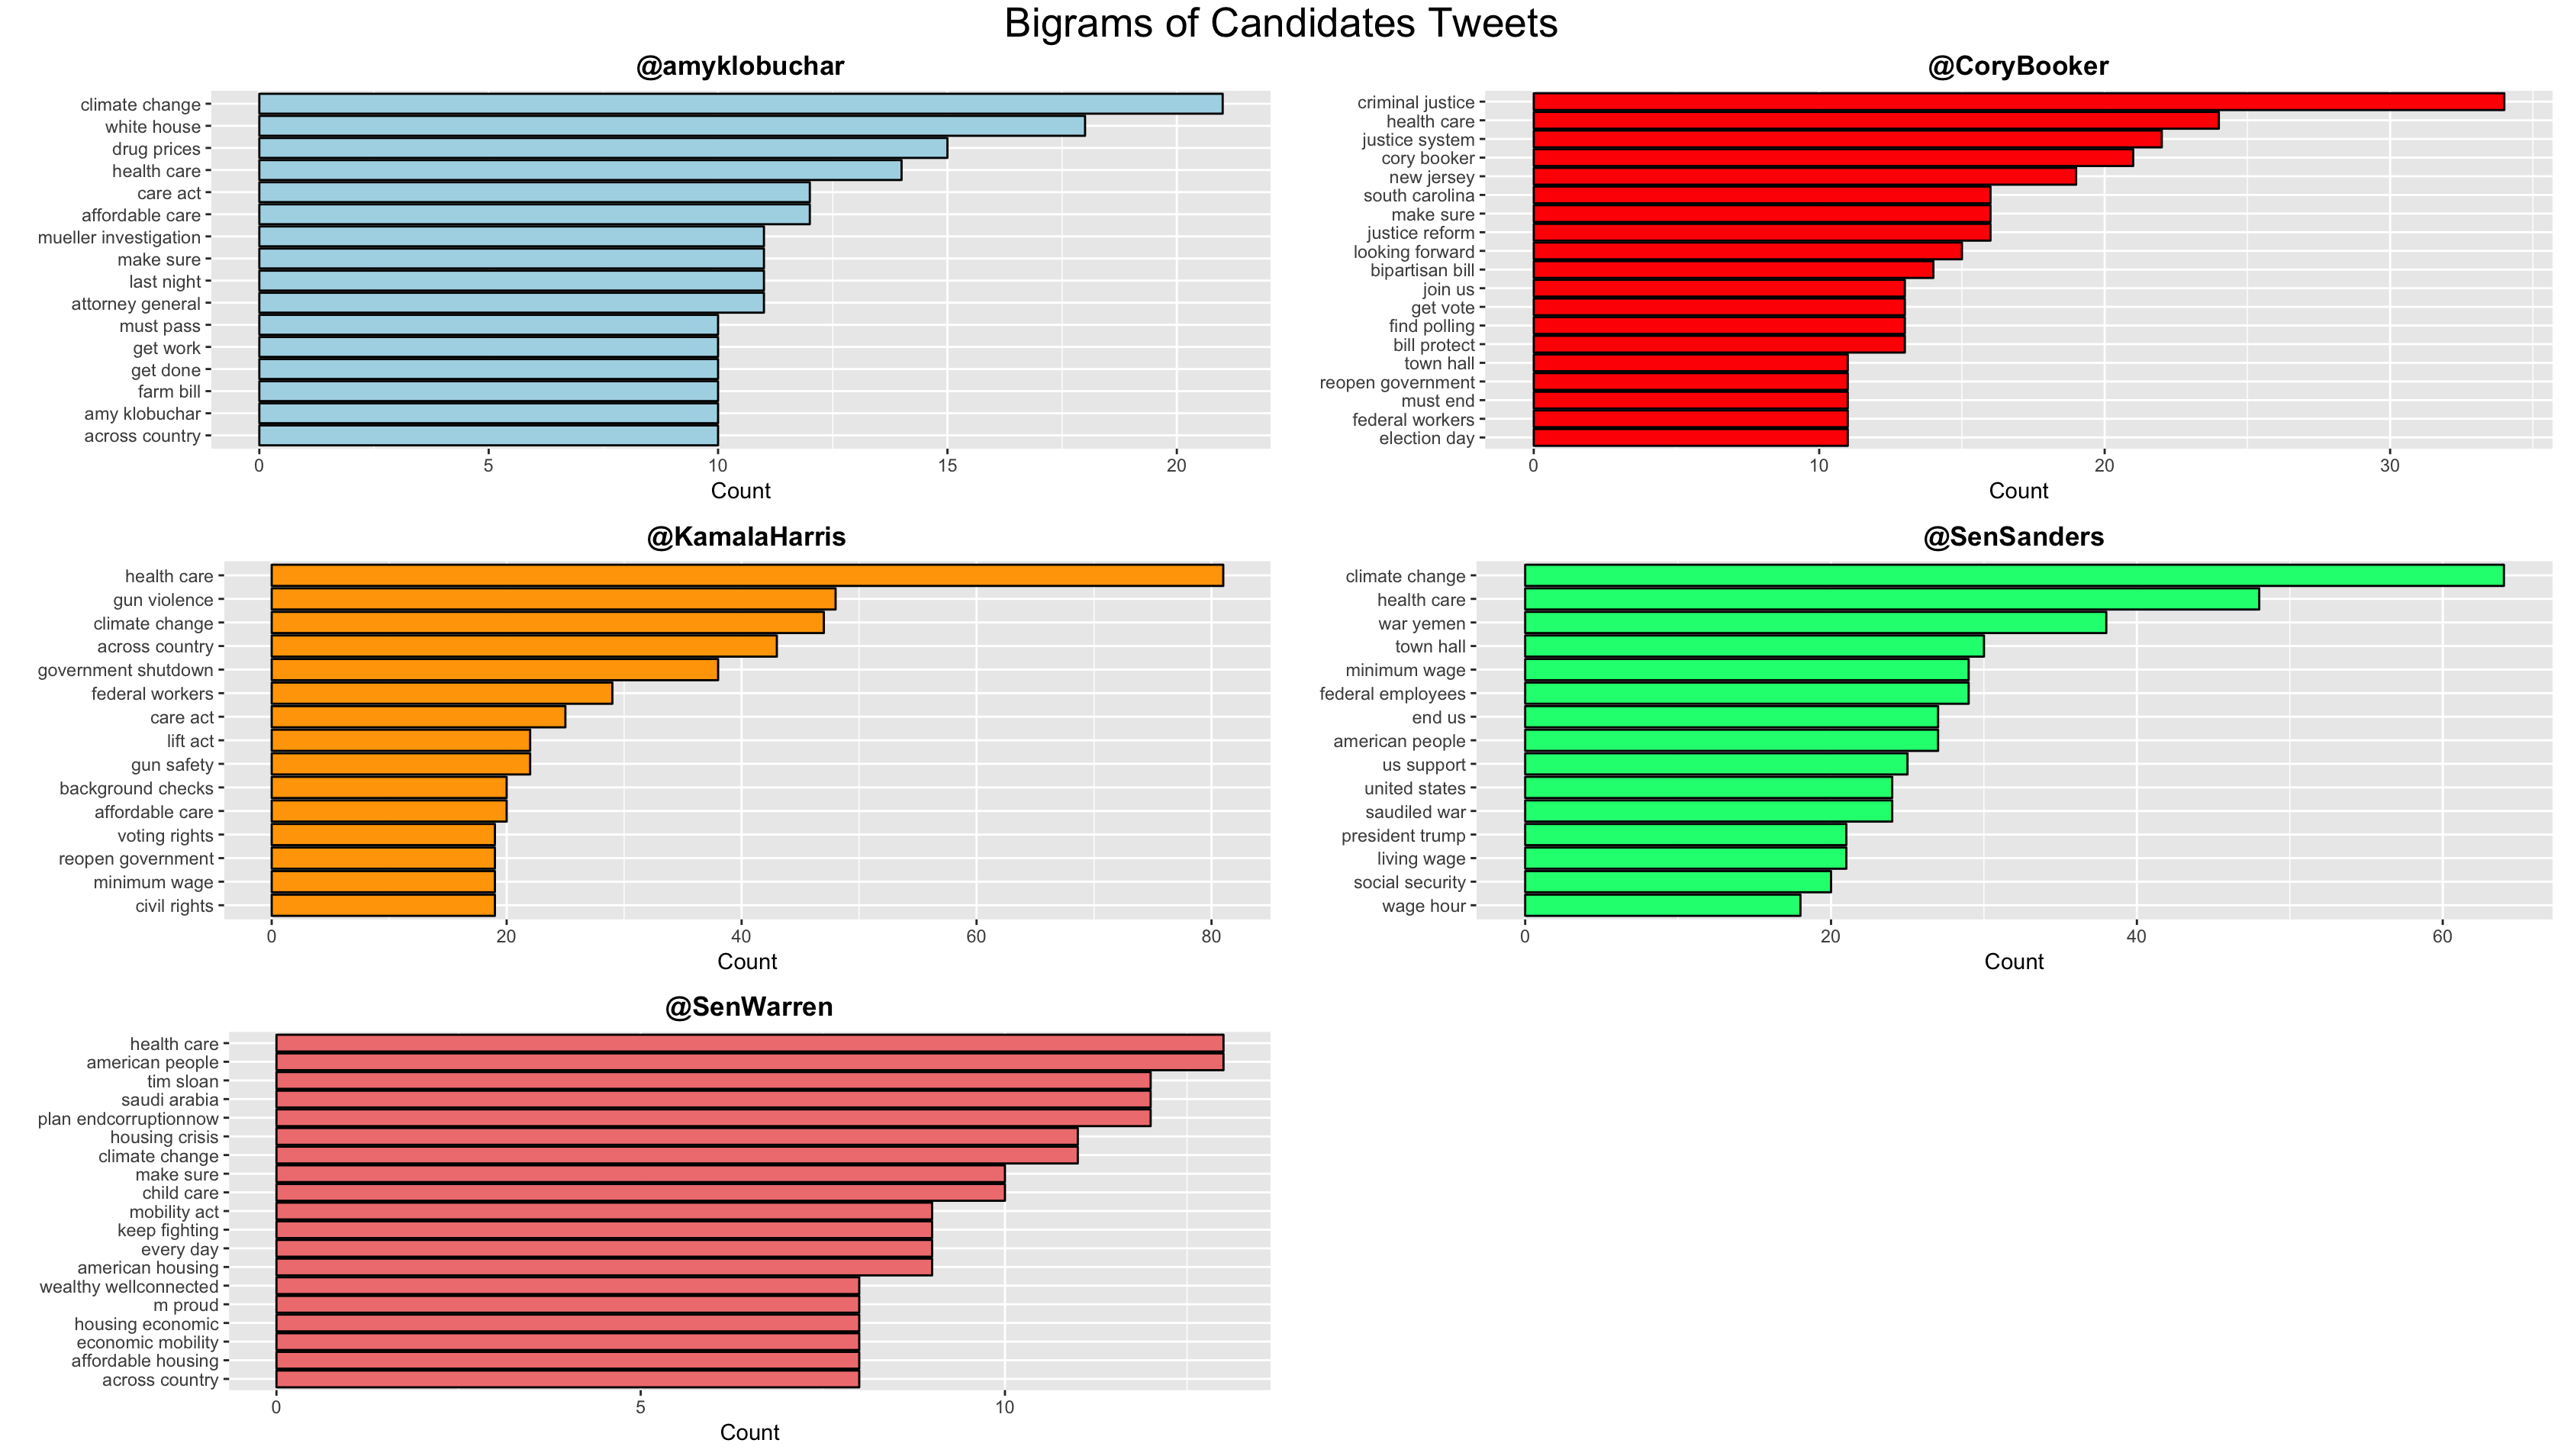 Bigrams of Candidates Tweets
@amyklobuchar
climate change
white house
drug prices
health care
care act
affordable care
mueller investigation
make sure
last night
attorney general
must pass
get work
get done
farm bill
amy klobuchar
across country
0 5 10 15 20
Count
@CoryBooker
criminal justice
health care
justice system
cory booker
new jersey
south carolina
make sure
justice reform
looking forward
bipartisan bill
join us
get vote
find polling
bill protect
town hall
reopen government
must end
federal workers
election day
0 10 20 30
Count
@KamalaHarris
health care
gun violence
climate change
across country
government shutdown
federal workers
care act
lift act
gun safety
background checks
affordable care
voting rights
reopen government
minimum wage
civil rights
0 20 40 60 80
Count
@SenSanders
climate change
health care
war yemen
town hall
minimum wage
federal employees
end us
american people
us support
united states
saudiled war
president trump
living wage
social security
wage hour
0 20 40 60
Count
@SenWarren
health care
american people
tim sloan
saudi arabia
plan endcorruptionnow
housing crisis
climate change
make sure
child care
mobility act
keep fighting
every day
american housing
wealthy wellconnected
m proud
housing economic
economic mobility
affordable housing
across country
0 5 10
Count